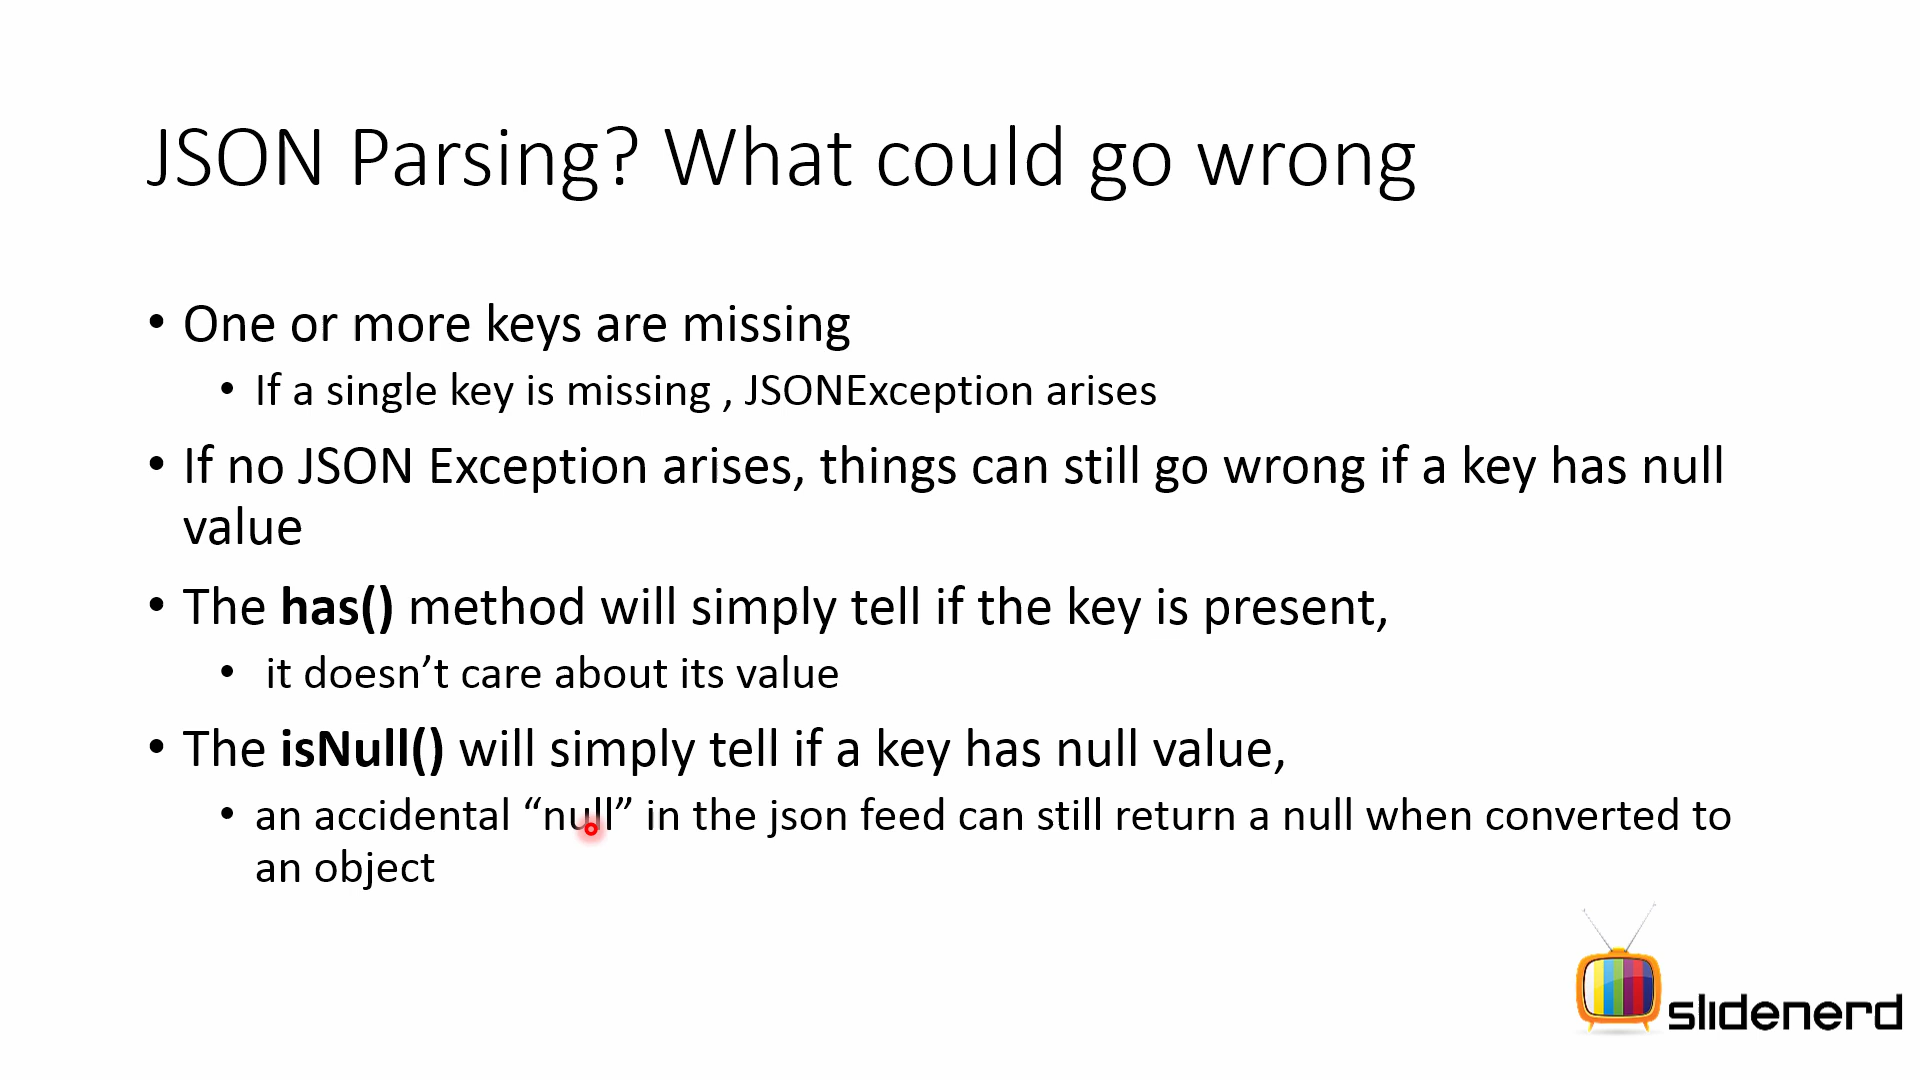 JSON Parsing? What could go wrong
• One or more keys are missing
• If a single key is missing , JSONException arises
• If no JSON Exception arises, things can still go wrong if a key has null
value
• The has() method will simply tell if the key is present,
• it doesn’t care about its value
• The isNull() will simply tell if a key has null value,
• an accidental “null” in the json feed can still return a null when converted to
an object
slidenerd